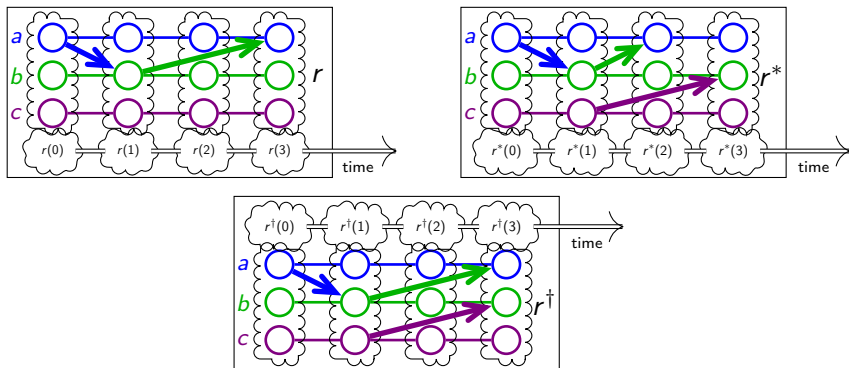 a
b
c
r
r(0) r(1) r(2) r(3)
time
a
b
c
r*
r*(0) r*(1) r*(2) r*(3)
time
r†(0) r†(1) r†(2) r†(3)
time
a
b
c
r†